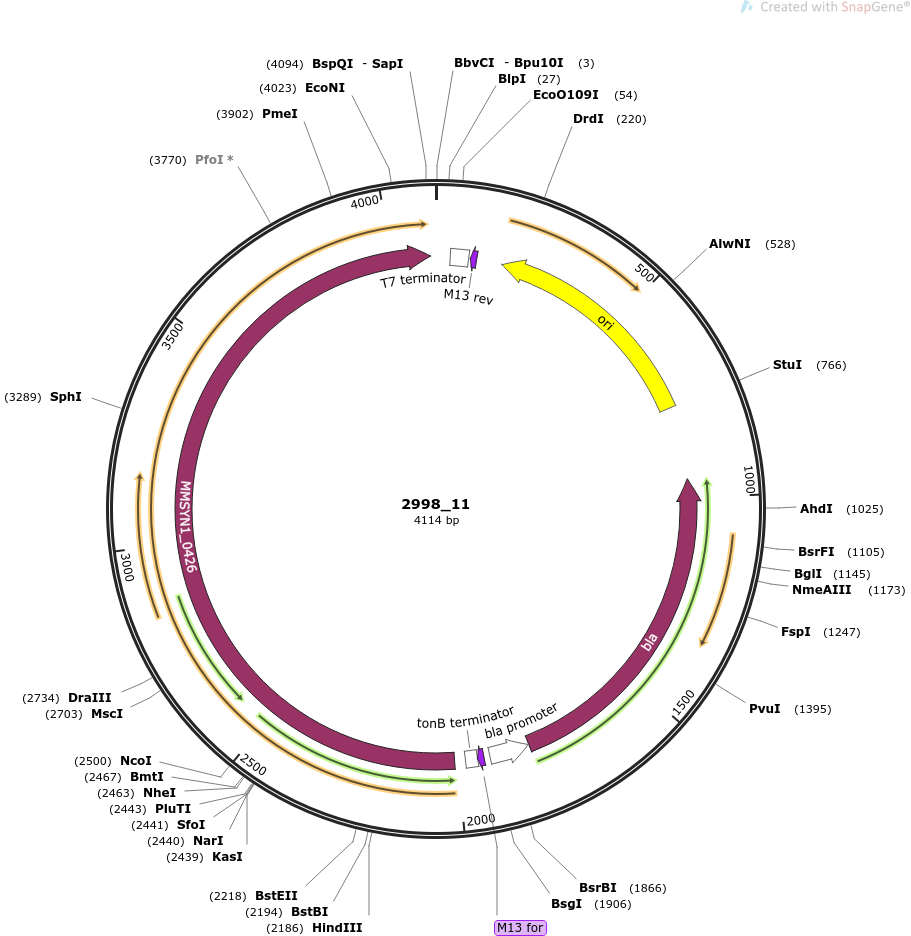 Created with SnapGene®
(4094) BspQI - SapI
BbvCI - Bpu10I (3)
(4023) EcoNI
BlpI (27)
EcoO109I (54)
(3902) PmeI
DrdI (220)
(3770) PfoI *
4000
AlwNI (528)
500
T7 terminator
M13 rev
ori
3500
StuI (766)
(3289) SphI
1000
2998_11
4114 bp
AhdI (1025)
MMSYN1_0426
BsrFI (1105)
3000
BglI (1145)
NmeAIII (1173)
FspI (1247)
bla
(2734) DraIII
(2703) MscI
1500
PvuI (1395)
tonB terminator
bla promoter
(2500) NcoI
2500
(2467) BmtI
(2463) NheI
(2443) PluTI
(2441) SfoI
2000
(2440) NarI
(2439) KasI
BsrBI (1866)
(2218) BstEII
BsgI (1906)
(2194) BstBI
(2186) HindIII
M13 for